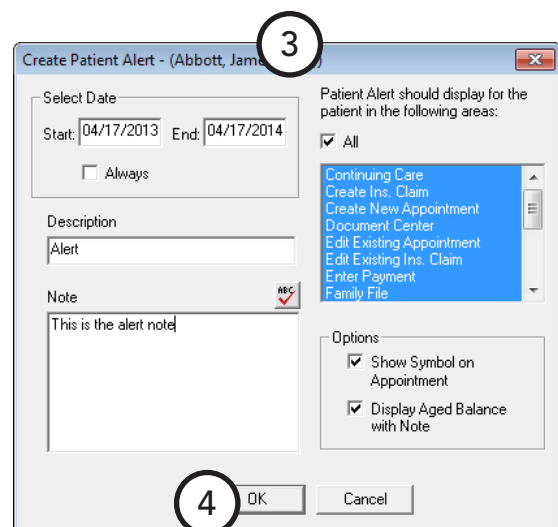 3
Create Patient Alert - (Abbott, Jame )
Select Date
Start: 04/17/2013 End: 04/17/2014
Always
Description
Alert
Note
ABC
This is the alert note
Patient Alert should display for the
patient in the following areas:
All
Continuing Care
Create Ins. Claim
Create New Appointment
Document Center
Edit Existing Appointment
Edit Existing Ins. Claim
Enter Payment
Family File
Options
Show Symbol on
Appointment
Display Aged Balance
with Note
4
OK
Cancel